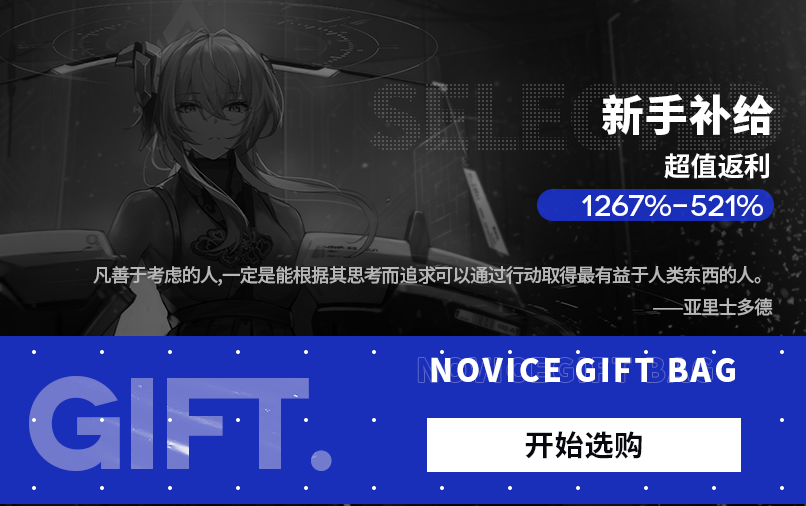 新手补给
超值返利
1267%-521%
凡善于考虑的人,一定是能根据其思考而追求可以通过行动取得最有益于人类东西的人。
——亚里士多德
NOVICE GIFT BAG
GIFT.
开始选购